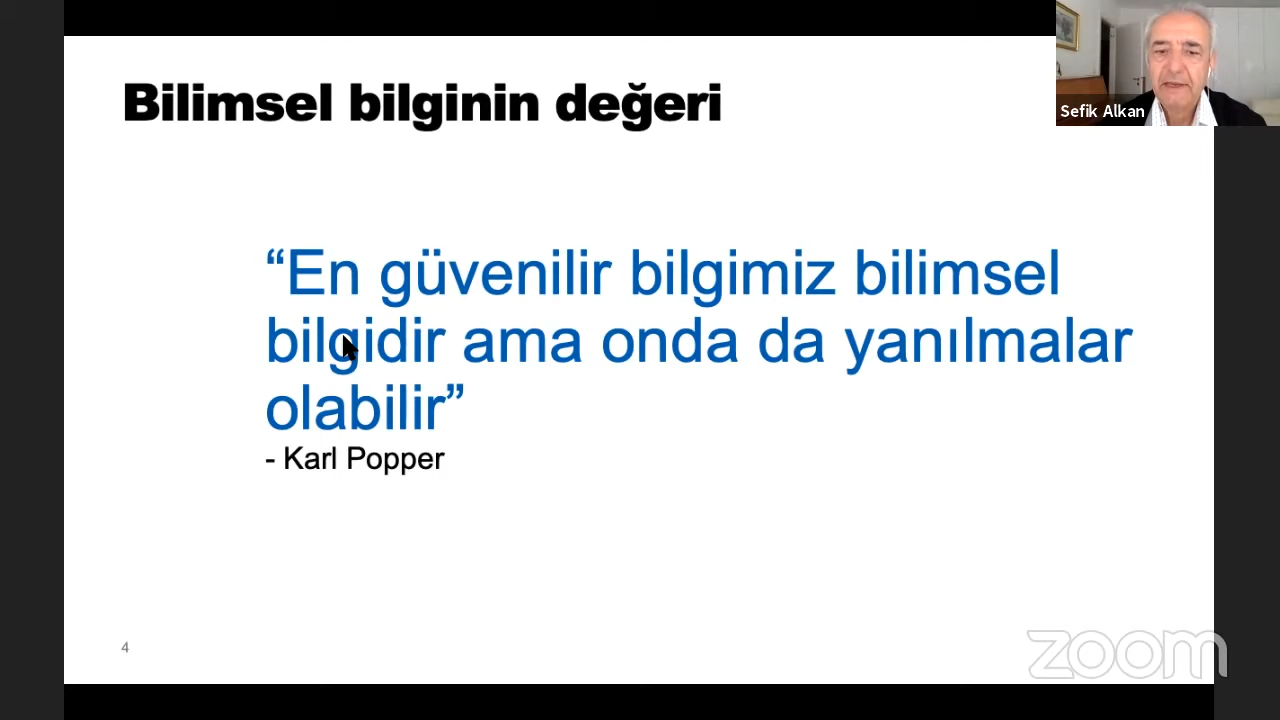 Bilimsel bilginin değeri
Sefik Alkan
“En güvenilir bilgimiz bilimsel
bilgidir ama onda da yanılmalar
olabilir”
- Karl Popper
4
zoom